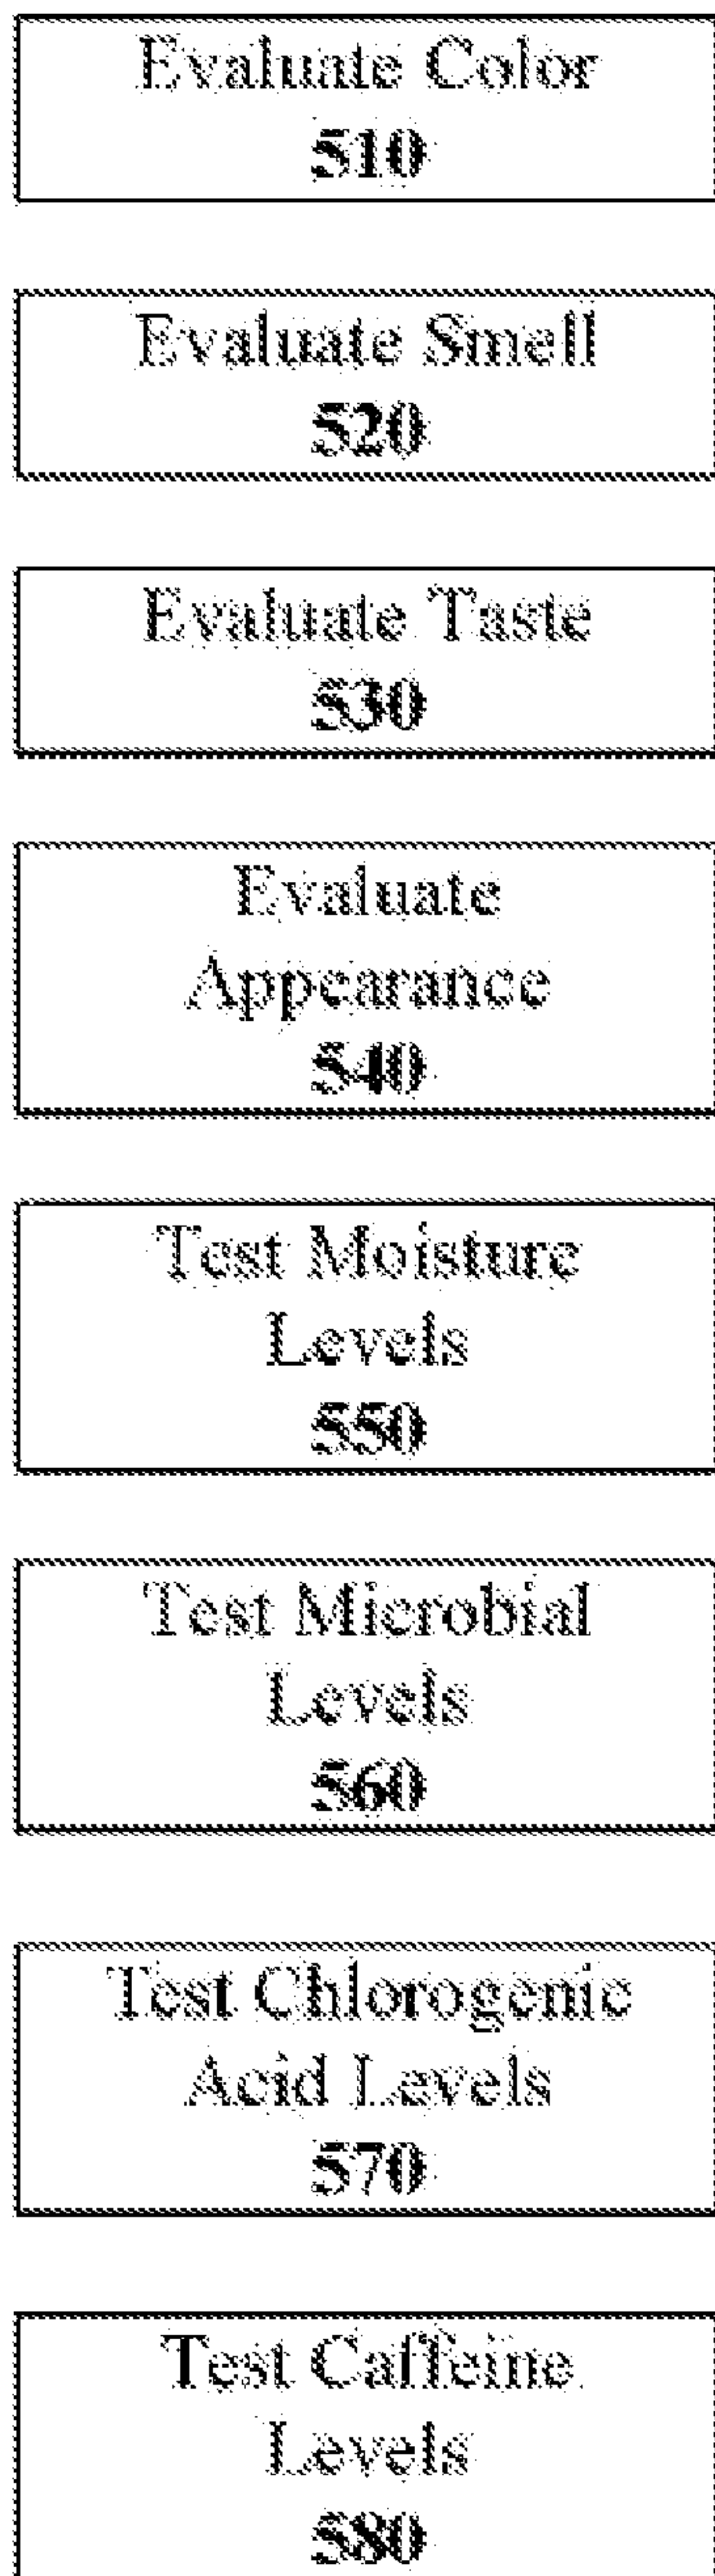 Evaluate Color
510
Evaluate Smell
520
Evaluate Taste
530
Evaluate
Appearance
540
Test Moisture
Levels
550
Test Microbial
Levels
560
Test Chlorogenic
Acid Levels
570
Test Caffeine
Levels
580